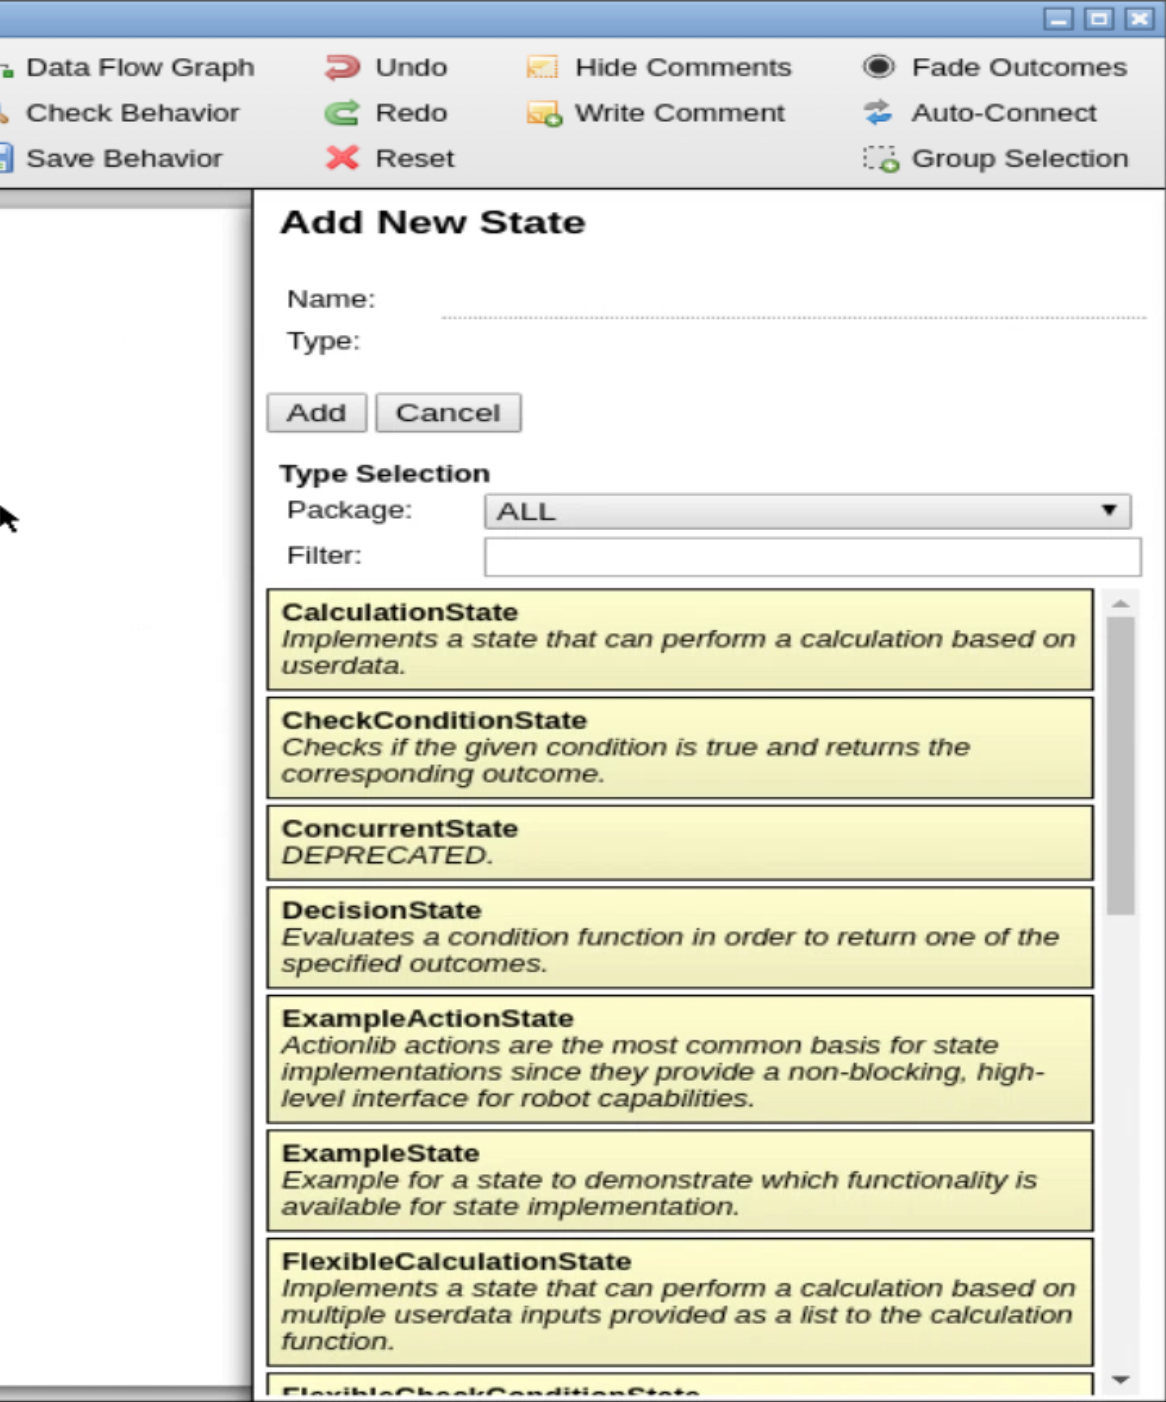 Data Flow Graph Undo Hide Comments Fade Outcomes
Check Behavior Redo Write Comment Auto-Connect
Save Behavior Reset Group Selection
Add New State
Name:
Type:
Add Cancel
Type Selection
Package: ALL
Filter:
CalculationState
Implements a state that can perform a calculation based on
userdata.
CheckConditionState
Checks if the given condition is true and returns the
corresponding outcome.
ConcurrentState
DEPRECATED.
DecisionState
Evaluates a condition function in order to return one of the
specified outcomes.
ExampleActionState
Actionlib actions are the most common basis for state
implementations since they provide a non-blocking, high-
level interface for robot capabilities.
ExampleState
Example for a state to demonstrate which functionality is
available for state implementation.
FlexibleCalculationState
Implements a state that can perform a calculation based on
multiple userdata inputs provided as a list to the calculation
function.
FlexibleCheckConditionState